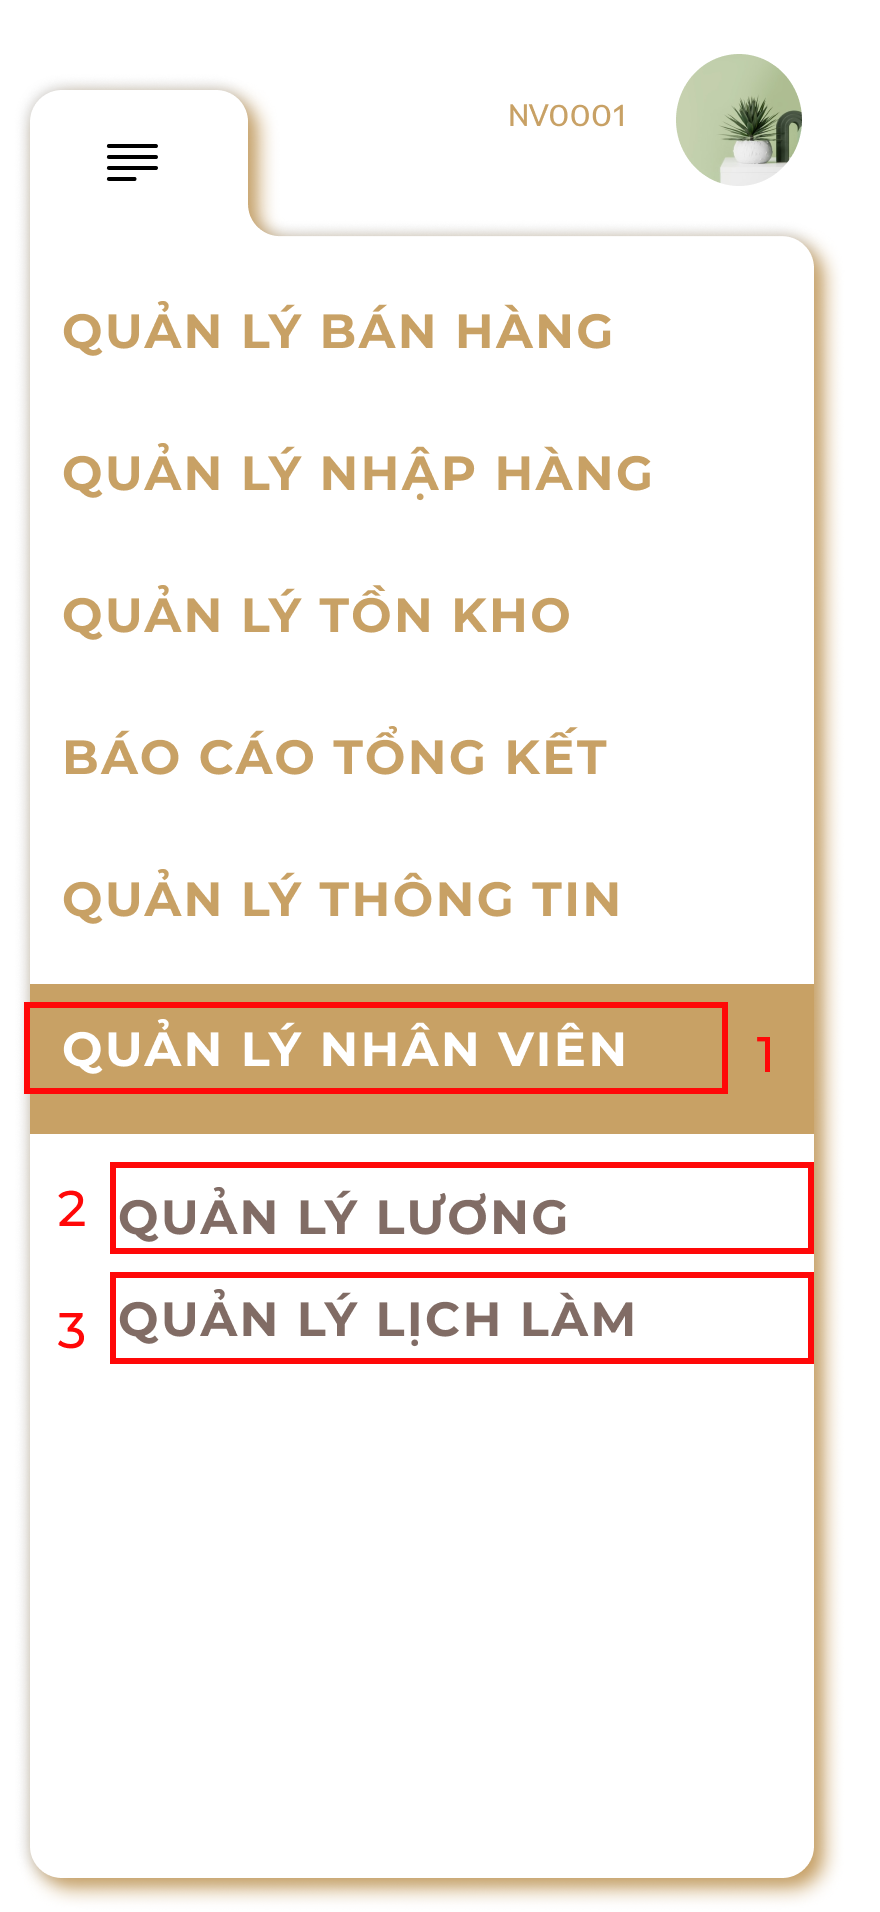 NV0001
QUẢN LÝ BÁN HÀNG
QUẢN LÝ NHẬP HÀNG
QUẢN LÝ TỒN KHO
BÁO CÁO TỔNG KẾT
QUẢN LÝ THÔNG TIN
QUẢN LÝ NHÂN VIÊN 1
2 QUẢN LÝ LƯƠNG
3 QUẢN LÝ LỊCH LÀM